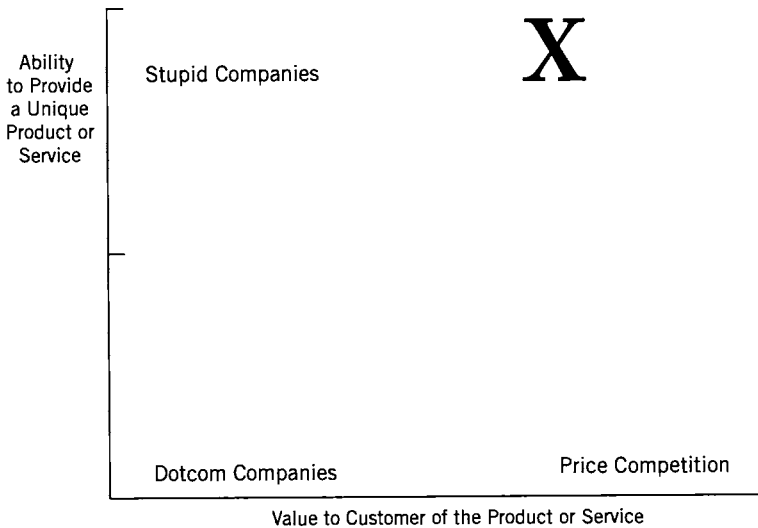 Ability
to Provide
a Unique
Product or
Service
Stupid Companies
X
Dotcom Companies
Price Competition
Value to Customer of the Product or Service